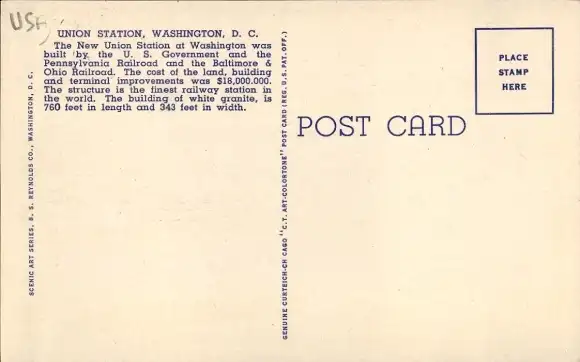 USA
UNION STATION, WASHINGTON, D. C.
The New Union Station at Washington was
built by the U. S. Government and the
Pennsylvania Railroad and the Baltimore &
Ohio Railroad. The cost of the land, building
and terminal improvements was $18,000.000.
The structure is the finest railway station in
the world. The building of white granite, is
760 feet in length and 343 feet in width.
SCENIC ART SERIES, B. S. REYNOLDS CO., WASHINGTON, D. C.
GENUINE CURTEICH-CHICAGO "C.T. ART-COLORTONE" POST CARD (REG. U.S. PAT. OFF.)
POST CARD
PLACE
STAMP
HERE